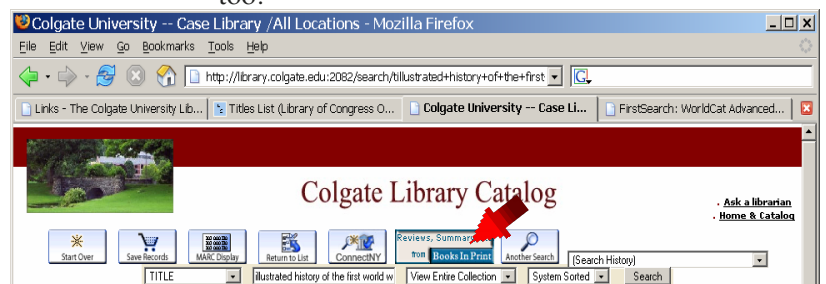 too.
Colgate University -- Case Library /All Locations - Mozilla Firefox
File Edit View Go Bookmarks Tools Help
http://library.colgate.edu:2082/search/tillustrated+history+of+the+first
G
Links - The Colgate University Lib... Titles List (Library of Congress O... Colgate University -- Case Li... FirstSearch: WorldCat Advanced...
Colgate Library Catalog
. Ask a librarian
. Home & Catalog
Start Over Save Records MARC Display Return to List ConnectNY Reviews, Summary
from Books In Print Another Search (Search History)
TITLE illustrated history of the first world w View Entire Collection System Sorted Search